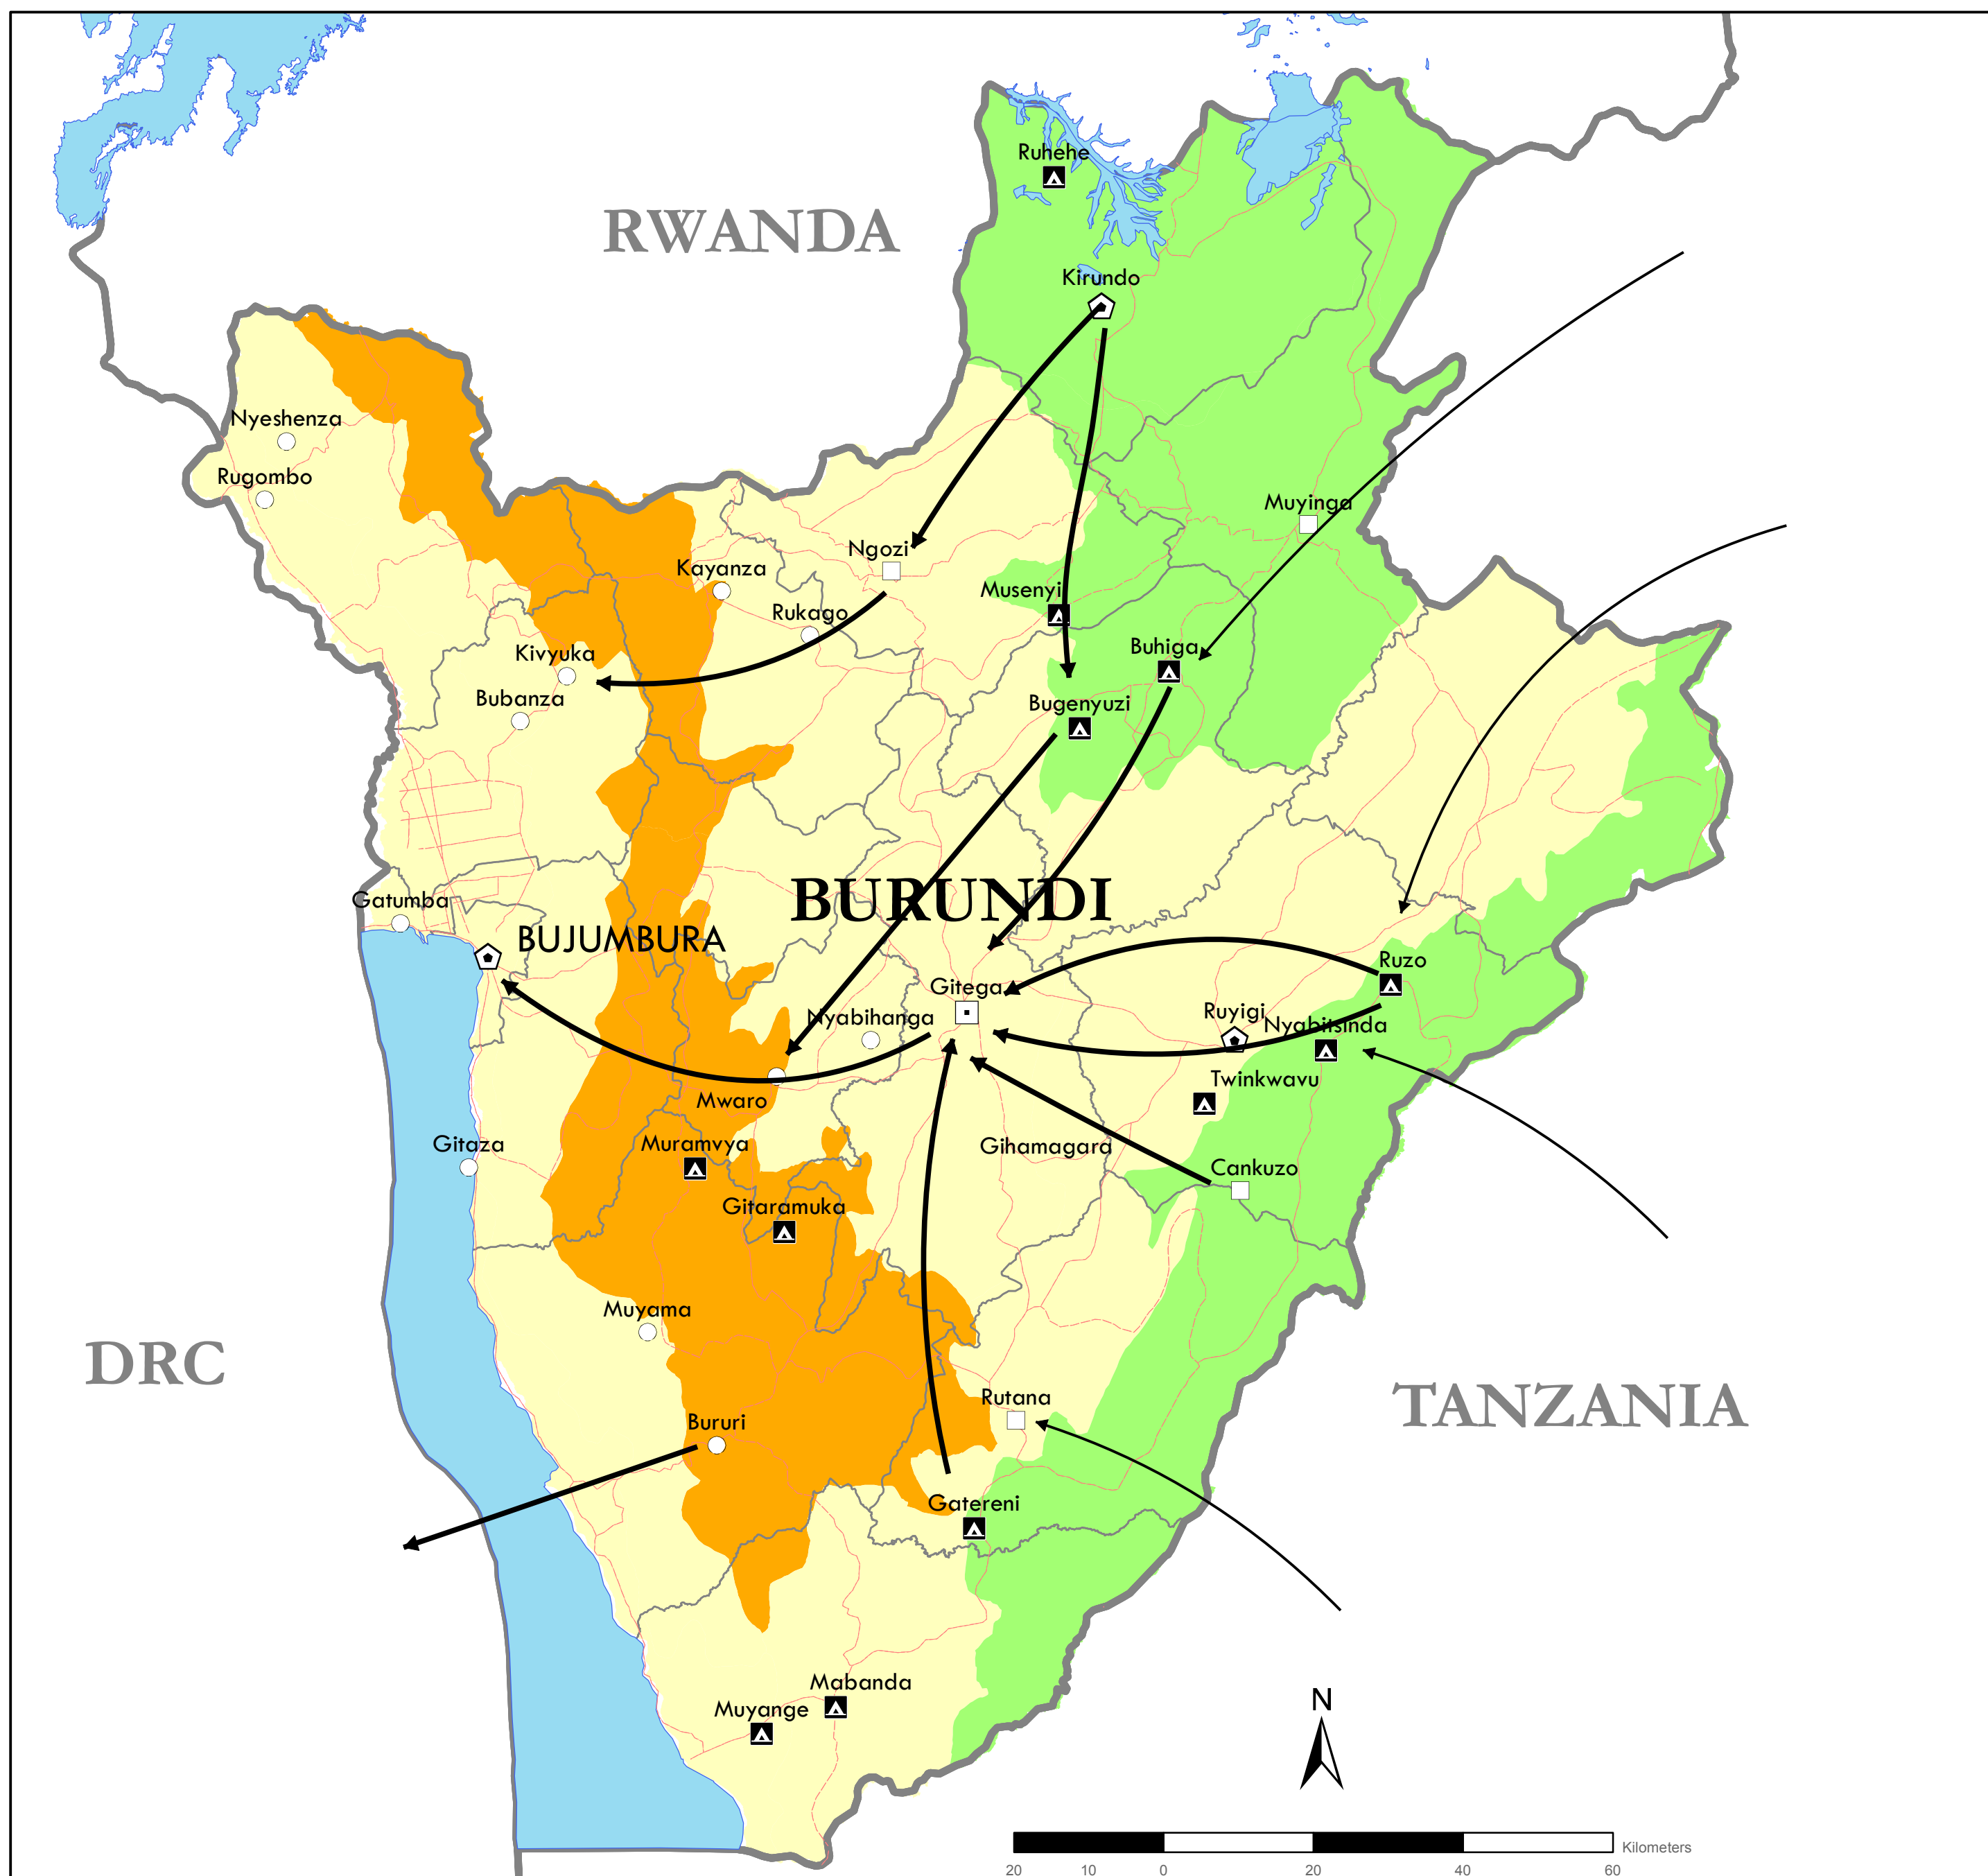 Ruhehe
RWANDA
Kirundo
Nyeshenza
Rugombo
Muyinga
Ngozi
Kayanza
Musenyi
Rukago
Buhiga
Kivyuka
Bubanza
Bugenyuzi
BURUNDI
Gatumba
BUJUMBURA
Ruzo
Gitega
Ruyigi
Nyabihanga
Nyabitsinda
Twinkwavu
Mwaro
Gitaza
Muramvya
Gihamagara
Cankuzo
Gitaramuka
Muyama
DRC
Rutana
TANZANIA
Bururi
Gatereni
Mabanda
Muyange
N
Kilometers
20 10 0 20 40 60